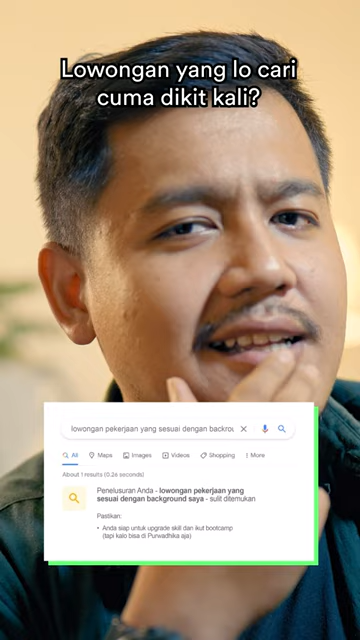 Lowongan yang lo cari
cuma dikit kali?
lowongan pekerjaan yang sesuai dengan backrou
All Maps Images Videos Shopping More
About 1 results (0.26 seconds)
Penelusuran Anda - lowongan pekerjaan yang
sesuai dengan background saya - sulit ditemukan
Pastikan:
• Anda siap untuk upgrade skill dan ikut bootcamp
(tapi kalo bisa di Purwadhika aja)